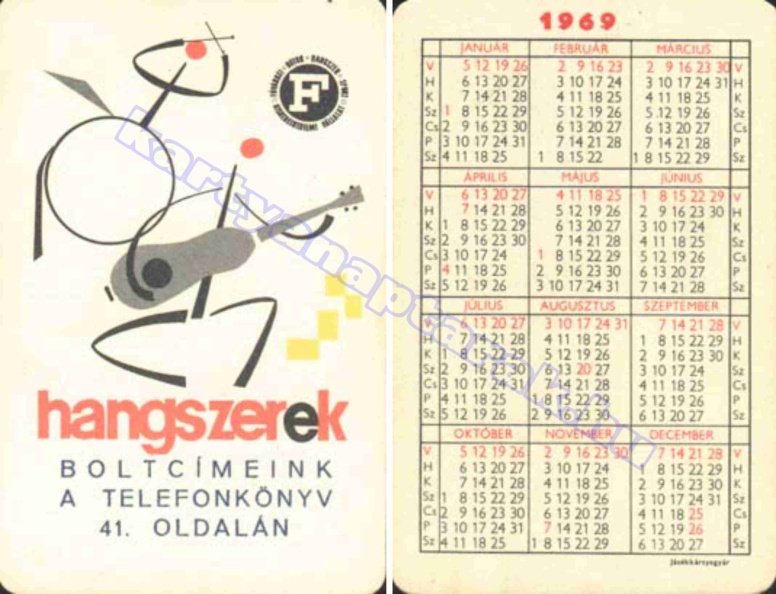 F
hangszerek
BOLTCÍMEINK
A TELEFONKÖNYV
41. OLDALÁN
kartyanaptarak.hu
1969
JANUÁR FEBRUÁR MÁRCIUS
V 5 12 19 26 2 9 16 23 2 9 16 23 30 V
H 6 13 20 27 3 10 17 24 3 10 17 24 31 H
K 7 14 21 28 4 11 18 25 4 11 18 25 K
Sz 1 8 15 22 29 5 12 19 26 5 12 19 26 Sz
Cs 2 9 16 23 30 6 13 20 27 6 13 20 27 Cs
P 3 10 17 24 31 7 14 21 28 7 14 21 28 P
Sz 4 11 18 25 1 8 15 22 1 8 15 22 29 Sz
ÁPRILIS MÁJUS JÚNIUS
V 6 13 20 27 4 11 18 25 1 8 15 22 29 V
H 7 14 21 28 5 12 19 26 2 9 16 23 30 H
K 1 8 15 22 29 6 13 20 27 3 10 17 24 K
Sz 2 9 16 23 30 7 14 21 28 4 11 18 25 Sz
Cs 3 10 17 24 1 8 15 22 29 5 12 19 26 Cs
P 4 11 18 25 2 9 16 23 30 6 13 20 27 P
Sz 5 12 19 26 3 10 17 24 31 7 14 21 28 Sz
JÚLIUS AUGUSZTUS SZEPTEMBER
V 6 13 20 27 3 10 17 24 31 7 14 21 28 V
H 7 14 21 28 4 11 18 25 1 8 15 22 29 H
K 1 8 15 22 29 5 12 19 26 2 9 16 23 30 K
Sz 2 9 16 23 30 6 13 20 27 3 10 17 24 Sz
Cs 3 10 17 24 31 7 14 21 28 4 11 18 25 Cs
P 4 11 18 25 1 8 15 22 29 5 12 19 26 P
Sz 5 12 19 26 2 9 16 23 30 6 13 20 27 Sz
OKTÓBER NOVEMBER DECEMBER
V 5 12 19 26 2 9 16 23 30 7 14 21 28 V
H 6 13 20 27 3 10 17 24 1 8 15 22 29 H
K 7 14 21 28 4 11 18 25 2 9 16 23 30 K
Sz 1 8 15 22 29 5 12 19 26 3 10 17 24 31 Sz
Cs 2 9 16 23 30 6 13 20 27 4 11 18 25 Cs
P 3 10 17 24 31 7 14 21 28 5 12 19 26 P
Sz 4 11 18 25 1 8 15 22 29 6 13 20 27 Sz
Játékkártyagyár